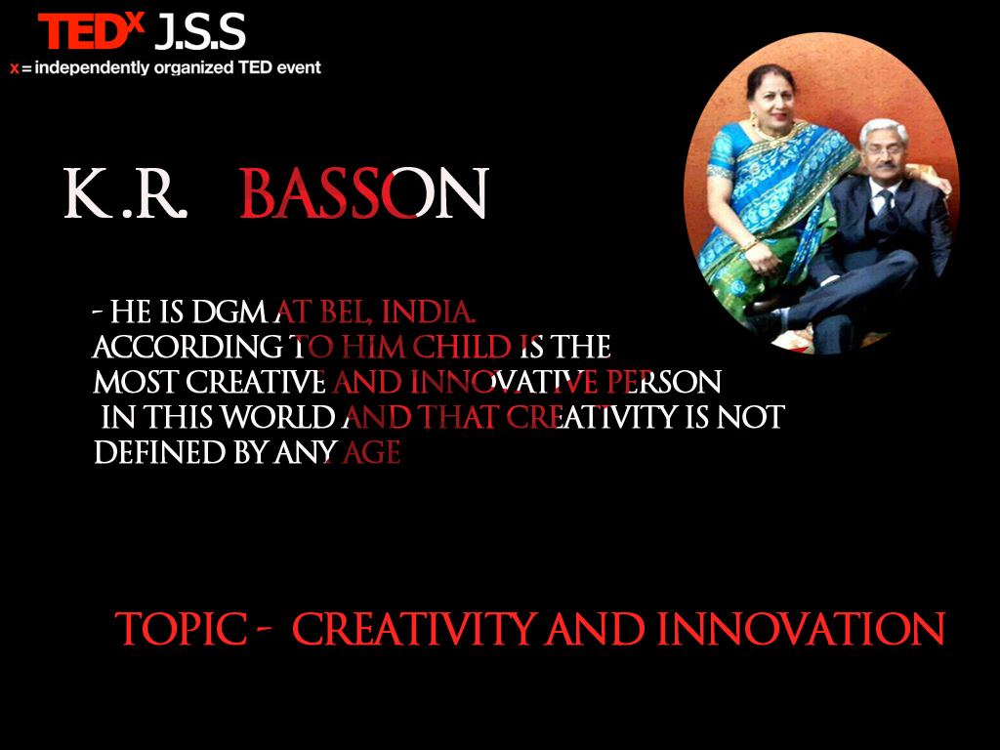 TEDx J.S.S
x = independently organized TED event
K .R. BASSON
- HE IS DGM AT BEL, INDIA.
ACCORDING TO HIM CHILD IS THE
MOST CREATIVE AND INNOVATIVE PERSON
IN THIS WORLD AND THAT CREATIVITY IS NOT
DEFINED BY ANY AGE
TOPIC - CREATIVITY AND INNOVATION